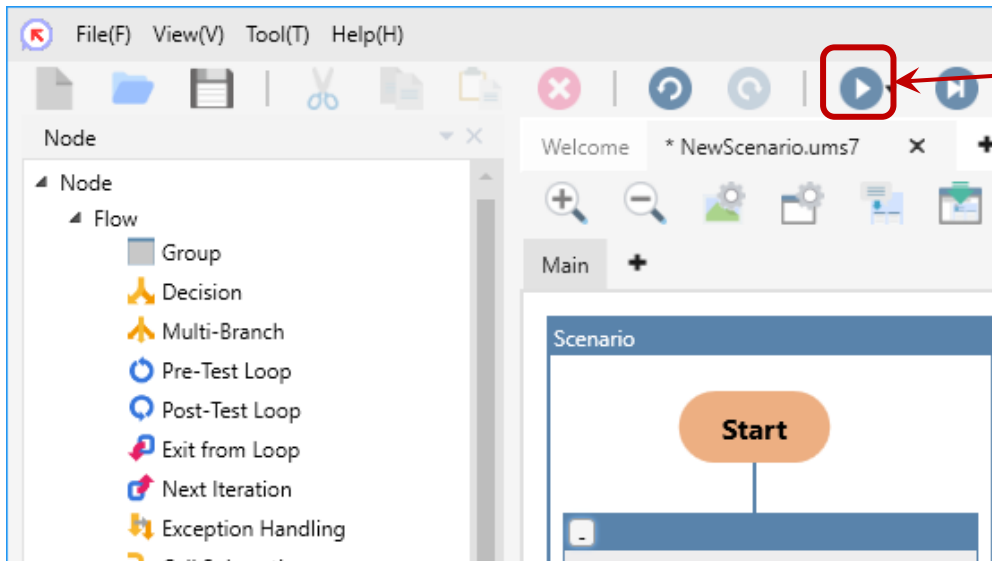 File(F) View(V) Tool(T) Help(H)
Node
Welcome * NewScenario.ums7
Node
Flow
Group
Decision
Multi-Branch
Pre-Test Loop
Post-Test Loop
Exit from Loop
Next Iteration
Exception Handling
Main
Scenario
Start